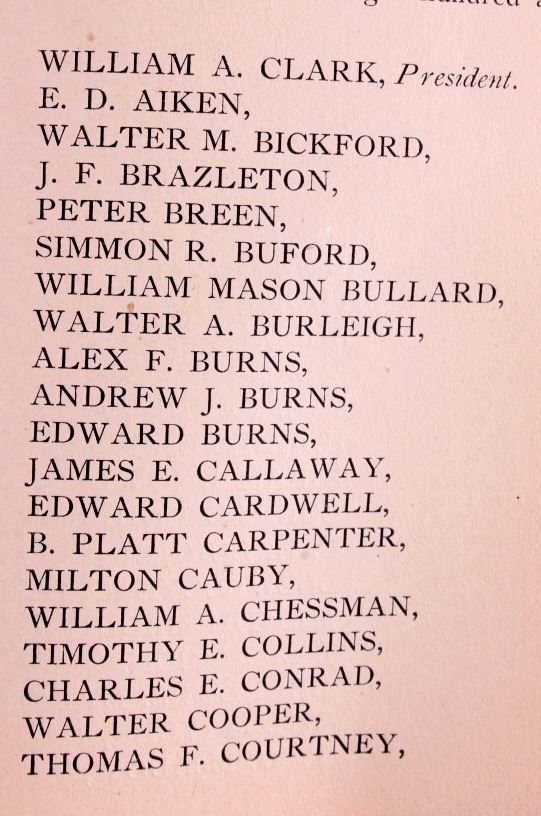 WILLIAM A. CLARK, President.
E. D. AIKEN,
WALTER M. BICKFORD,
J. F. BRAZLETON,
PETER BREEN,
SIMMON R. BUFORD,
WILLIAM MASON BULLARD,
WALTER A. BURLEIGH,
ALEX F. BURNS,
ANDREW J. BURNS,
EDWARD BURNS,
JAMES E. CALLAWAY,
EDWARD CARDWELL,
B. PLATT CARPENTER,
MILTON CAUBY,
WILLIAM A. CHESSMAN,
TIMOTHY E. COLLINS,
CHARLES E. CONRAD,
WALTER COOPER,
THOMAS F. COURTNEY,